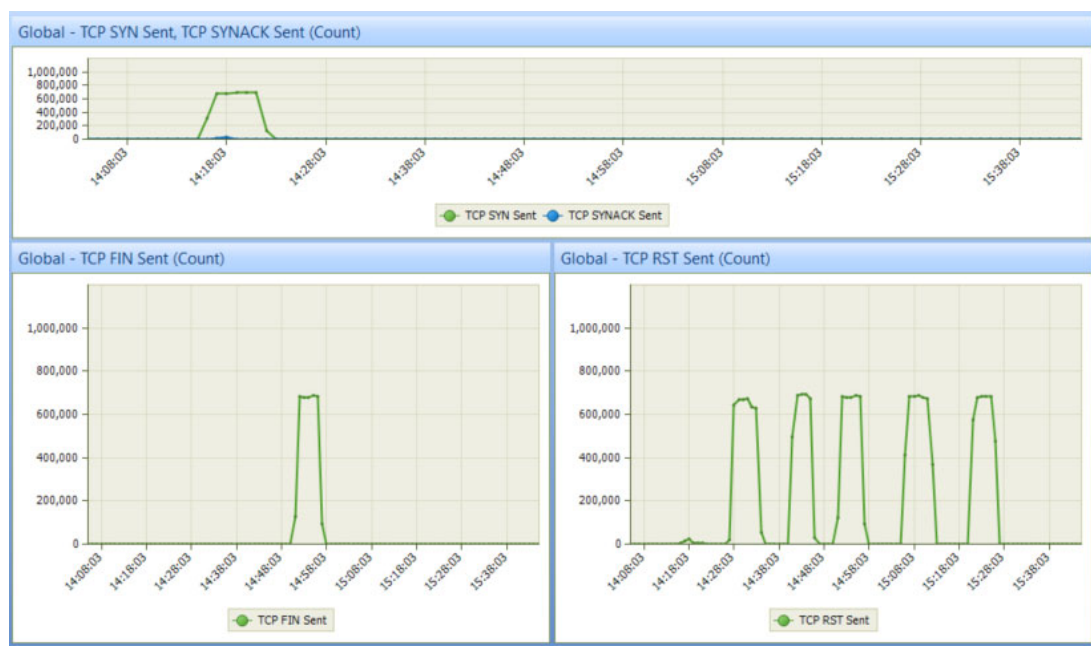 Global - TCP SYN Sent, TCP SYNACK Sent (Count)
1,000,000
800,000
600,000
400,000
200,000
0
14:08:03 14:18:03 14:28:03 14:38:03 14:48:03 14:58:03 15:08:03 15:18:03 15:28:03 15:38:03
TCP SYN Sent TCP SYNACK Sent
Global - TCP FIN Sent (Count)
1,000,000
800,000
600,000
400,000
200,000
0
14:08:03 14:18:03 14:28:03 14:38:03 14:48:03 14:58:03 15:08:03 15:18:03 15:28:03 15:38:03
TCP FIN Sent
Global - TCP RST Sent (Count)
1,000,000
800,000
600,000
400,000
200,000
0
14:08:03 14:18:03 14:28:03 14:38:03 14:48:03 14:58:03 15:08:03 15:18:03 15:28:03 15:38:03
TCP RST Sent